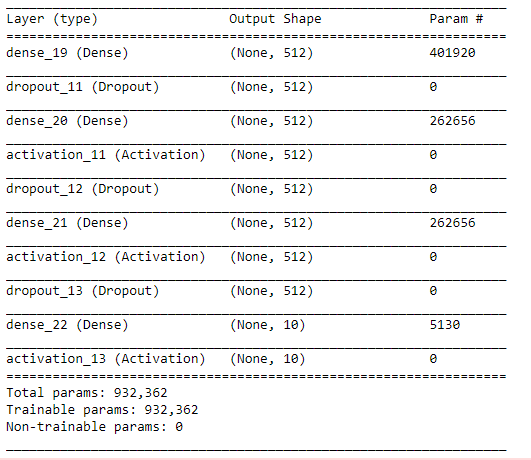 Layer (type) Output Shape Param #
dense_19 (Dense) (None, 512) 401920
dropout_11 (Dropout) (None, 512) 0
dense_20 (Dense) (None, 512) 262656
activation_11 (Activation) (None, 512) 0
dropout_12 (Dropout) (None, 512) 0
dense_21 (Dense) (None, 512) 262656
activation_12 (Activation) (None, 512) 0
dropout_13 (Dropout) (None, 512) 0
dense_22 (Dense) (None, 10) 5130
activation_13 (Activation) (None, 10) 0
Total params: 932,362
Trainable params: 932,362
Non-trainable params: 0